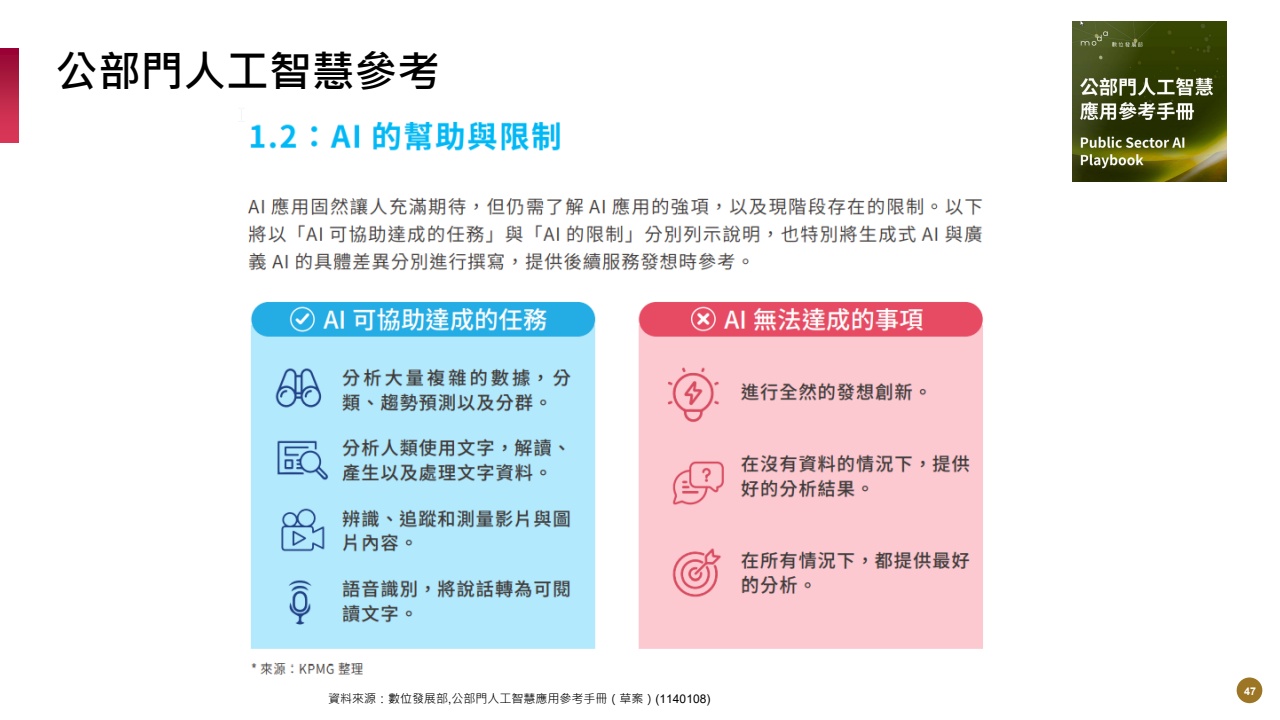 公部門人工智慧參考
moda 數位發展部
公部門人工智慧
應用參考手冊
Public Sector AI
Playbook
1.2：AI 的幫助與限制
AI 應用固然讓人充滿期待，但仍需了解 AI 應用的強項，以及現階段存在的限制。以下
將以「AI 可協助達成的任務」與「AI 的限制」分別列示說明，也特別將生成式 AI 與廣
義 AI 的具體差異分別進行撰寫，提供後續服務發想時參考。
AI 可協助達成的任務
分析大量複雜的數據，分
類、趨勢預測以及分群。
分析人類使用文字，解讀、
產生以及處理文字資料。
辨識、追蹤和測量影片與圖
片內容。
語音識別，將說話轉為可閱
讀文字。
AI 無法達成的事項
進行全然的發想創新。
在沒有資料的情況下，提供
好的分析結果。
在所有情況下，都提供最好
的分析。
* 來源：KPMG 整理
資料來源：數位發展部,公部門人工智慧應用參考手冊（草案）(1140108)
47